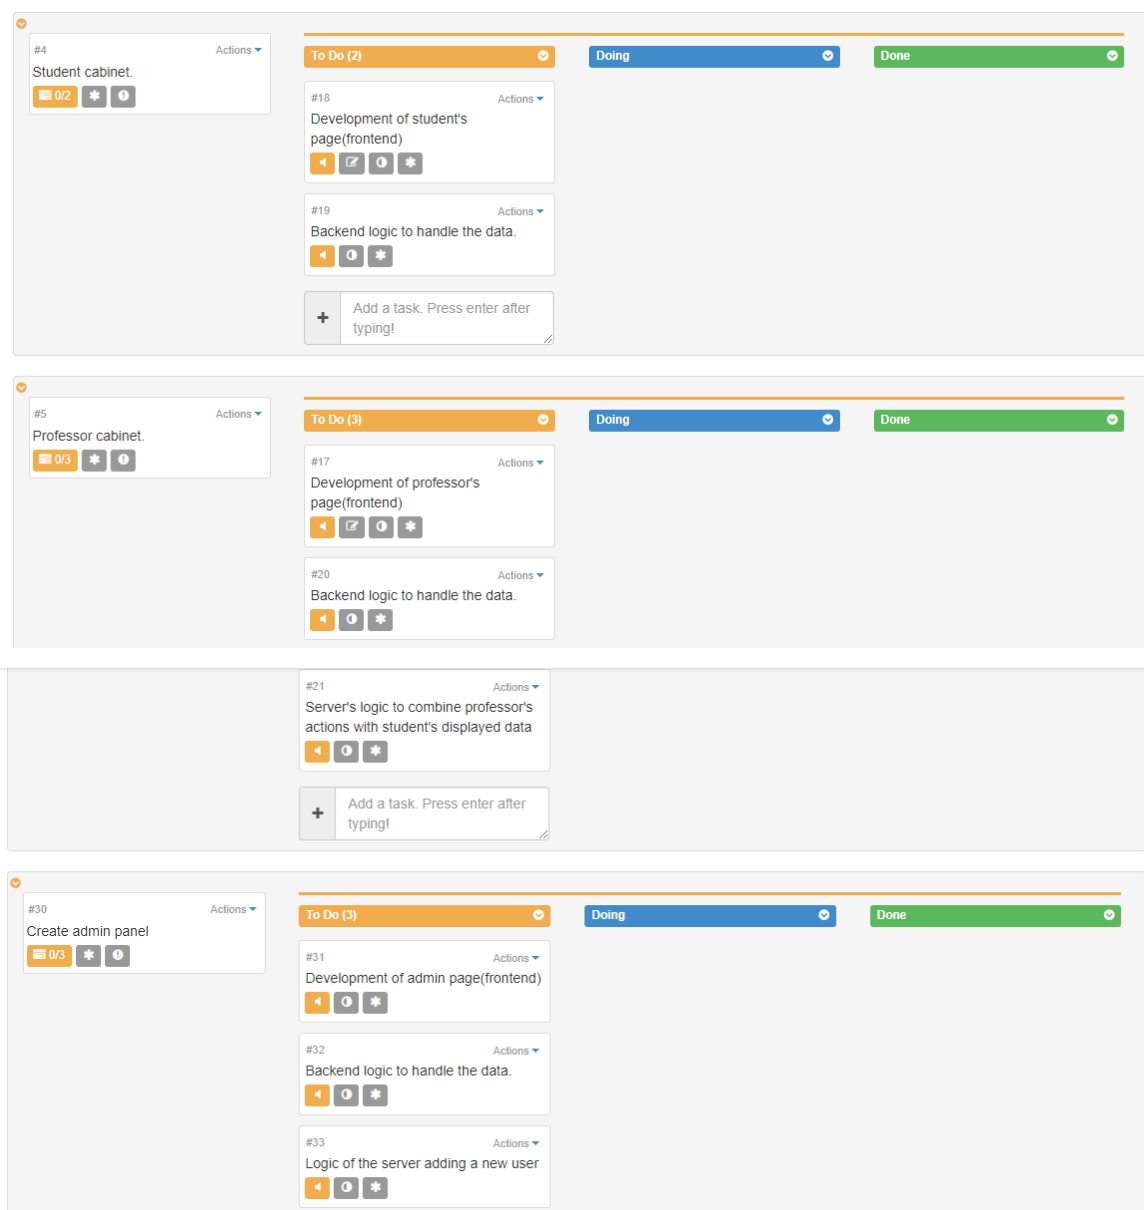 #4 Actions
Student cabinet.
0/2
To Do (2) Doing Done
#18 Actions
Development of student's
page(frontend)
#19 Actions
Backend logic to handle the data.
Add a task. Press enter after
typing!
#5 Actions
Professor cabinet.
0/3
To Do (3) Doing Done
#17 Actions
Development of professor's
page(frontend)
#20 Actions
Backend logic to handle the data.
#21 Actions
Server's logic to combine professor's
actions with student's displayed data
Add a task. Press enter after
typing!
#30 Actions
Create admin panel
0/3
To Do (3) Doing Done
#31 Actions
Development of admin page(frontend)
#32 Actions
Backend logic to handle the data.
#33 Actions
Logic of the server adding a new user